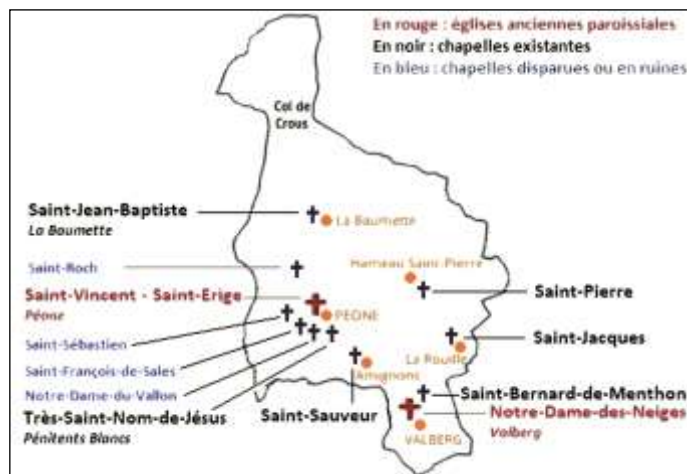 En rouge : églises anciennes paroissiales
En noir : chapelles existantes
En bleu : chapelles disparues ou en ruines
Col de
Crous
Saint-Jean-Baptiste
La Baumette
La Baumette
Saint-Roch
Hameau Saint-Pierre
Saint-Pierre
Saint-Vincent - Saint-Erige
Péone
PEONE
Saint-Sébastien
Saint-Jacques
La Rouille
Saint-François-de-Sales
Amignons
Notre-Dame-du-Vallon
Saint-Bernard-de-Menthon
Très-Saint-Nom-de-Jésus
Pénitents Blancs
Saint-Sauveur
Notre-Dame-des-Neiges
Valberg
VALBERG